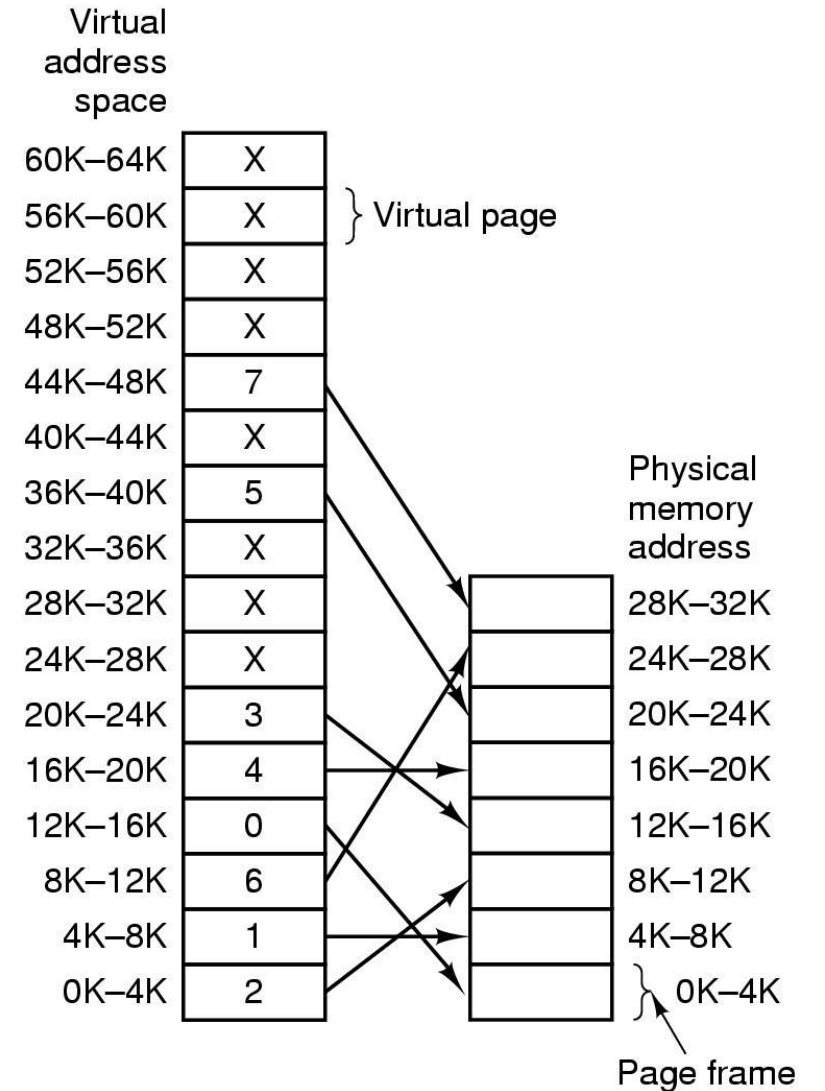 Virtual
address
space
60K–64K X
56K–60K X } Virtual page
52K–56K X
48K–52K X
44K–48K 7
40K–44K X
36K–40K 5
32K–36K X
28K–32K X
24K–28K X
20K–24K 3
16K–20K 4
12K–16K 0
8K–12K 6
4K–8K 1
0K–4K 2
Physical
memory
address
28K–32K
24K–28K
20K–24K
16K–20K
12K–16K
8K–12K
4K–8K
} 0K–4K
Page frame